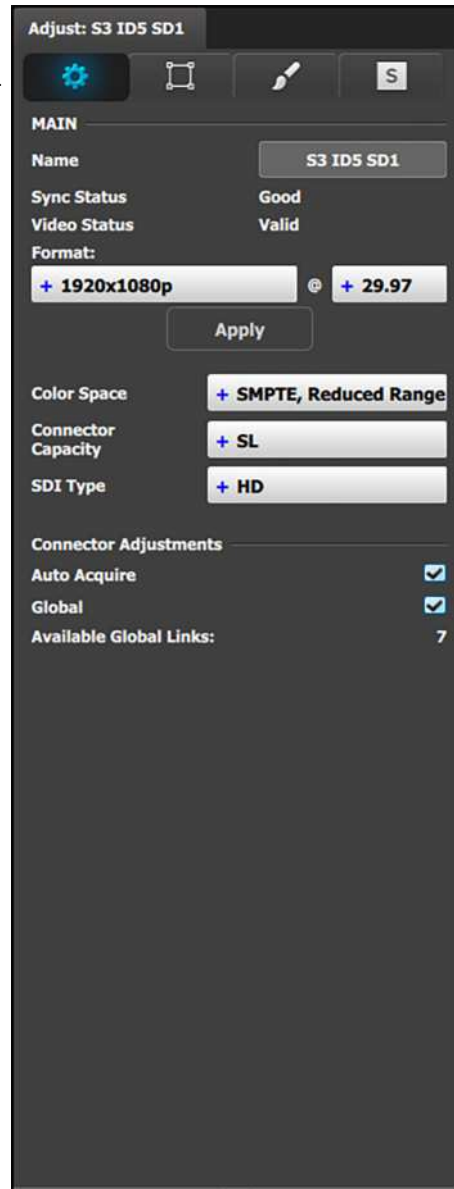 Adjust: S3 ID5 SD1
S
MAIN
Name S3 ID5 SD1
Sync Status Good
Video Status Valid
Format:
+ 1920x1080p @ + 29.97
Apply
Color Space + SMPTE, Reduced Range
Connector
Capacity + SL
SDI Type + HD
Connector Adjustments
Auto Acquire
Global
Available Global Links: 7